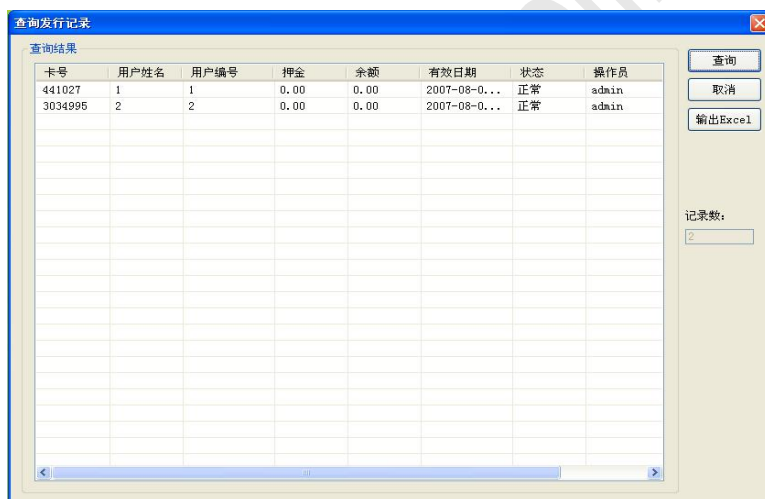 查询发行记录
查询结果
卡号 用户姓名 用户编号 押金 余额 有效日期 状态 操作员
441027 1 1 0.00 0.00 2007-08-0... 正常 admin
3034995 2 2 0.00 0.00 2007-08-0... 正常 admin
查询
取消
输出Excel
记录数:
2